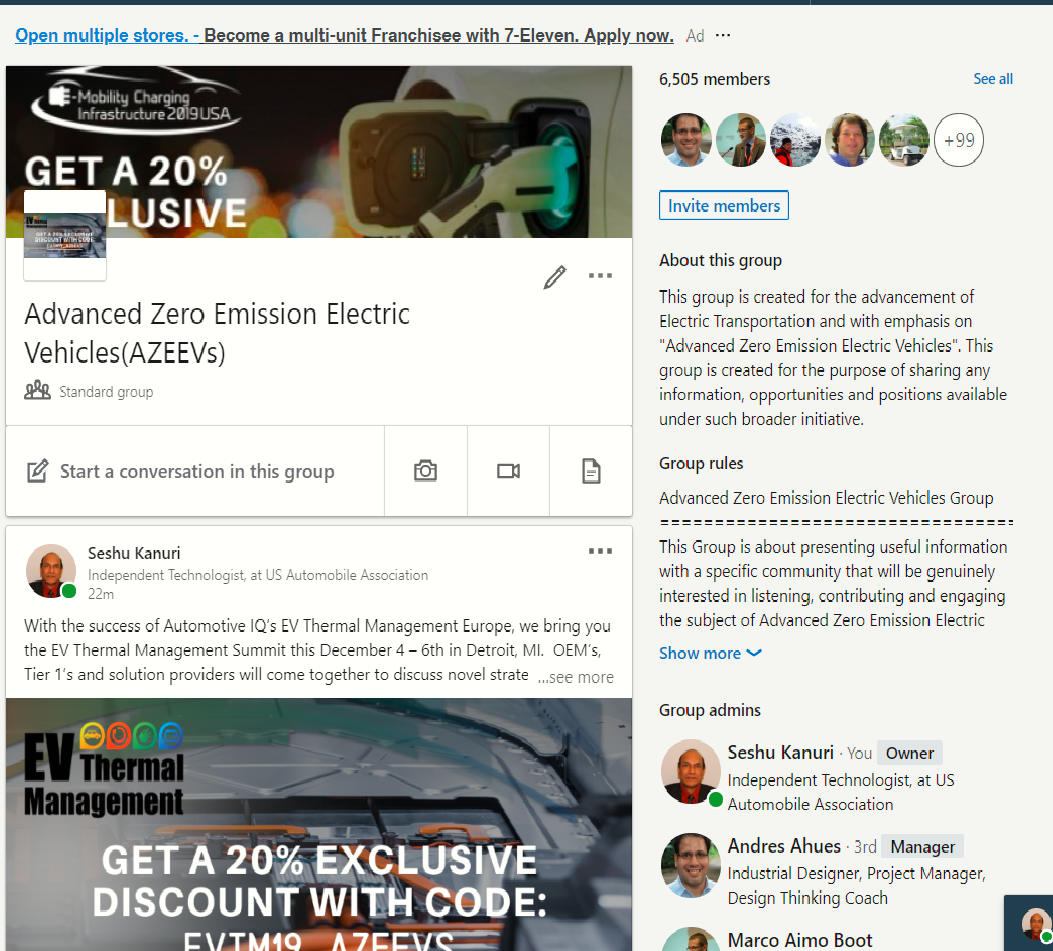 Open multiple stores. - Become a multi-unit Franchisee with 7-Eleven. Apply now. Ad ···
E-Mobility Charging
Infrastructure 2019 USA
GET A 20%
LUSIVE
EV Thermal
Management
GET A 20% EXCLUSIVE
DISCOUNT WITH CODE:
Advanced Zero Emission Electric
Vehicles(AZEEVs)
Standard group
Start a conversation in this group
Seshu Kanuri
Independent Technologist, at US Automobile Association
22m
With the success of Automotive IQ's EV Thermal Management Europe, we bring you
the EV Thermal Management Summit this December 4 – 6th in Detroit, MI. OEM's,
Tier 1's and solution providers will come together to discuss novel strate ...see more
EV Thermal
Management
GET A 20% EXCLUSIVE
DISCOUNT WITH CODE:
EVTM19_AZEEVS
6,505 members See all
+99
Invite members
About this group
This group is created for the advancement of
Electric Transportation and with emphasis on
"Advanced Zero Emission Electric Vehicles". This
group is created for the purpose of sharing any
information, opportunities and positions available
under such broader initiative.
Group rules
Advanced Zero Emission Electric Vehicles Group
================================
This Group is about presenting useful information
with a specific community that will be genuinely
interested in listening, contributing and engaging
the subject of Advanced Zero Emission Electric
Show more
Group admins
Seshu Kanuri · You Owner
Independent Technologist, at US
Automobile Association
Andres Ahues · 3rd Manager
Industrial Designer, Project Manager,
Design Thinking Coach
Marco Aimo Boot